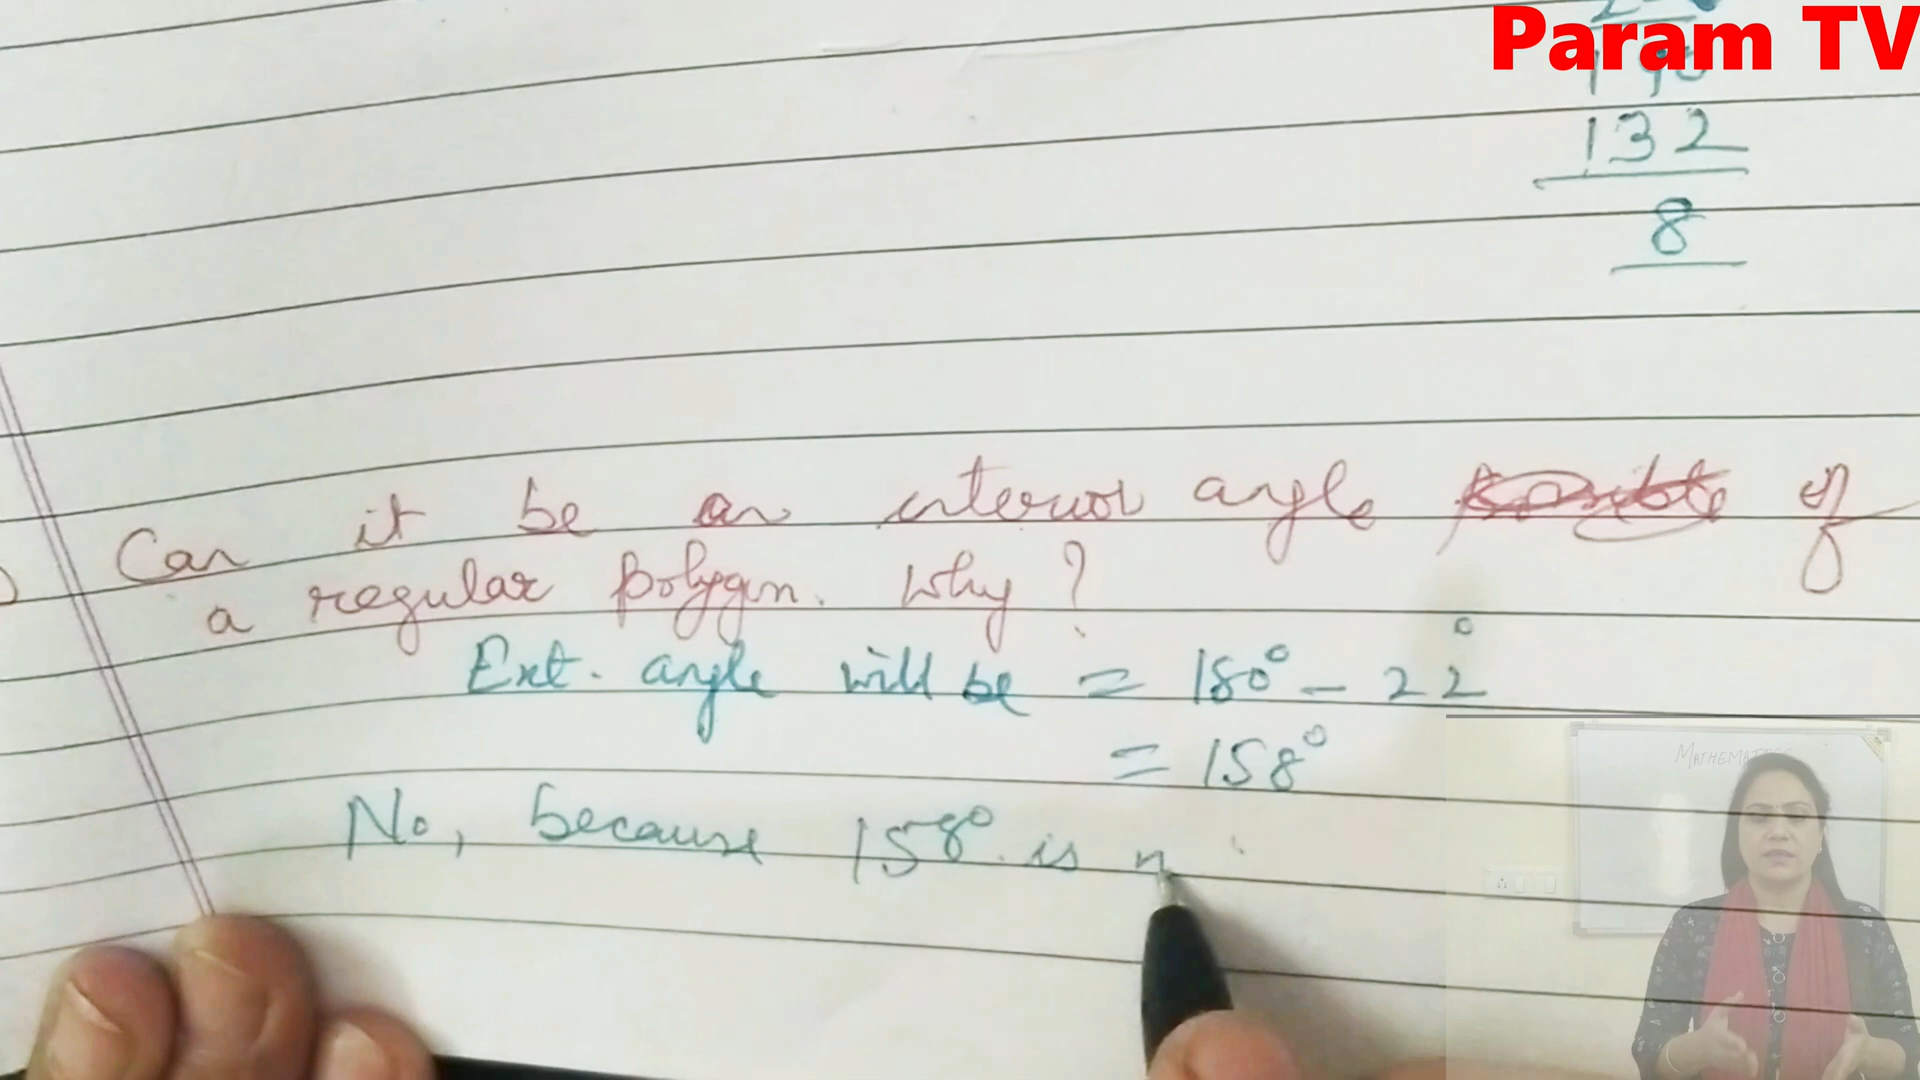 Param TV
132
8
Can it be an interior angle of
a regular polygon. Why?
Ext. angle will be = 180° - 22°
= 158°
No, because 158° is n
MATHEMATICS